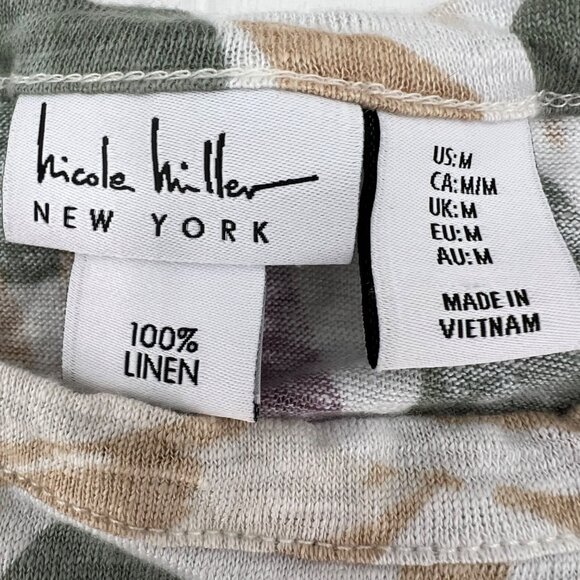 nicole miller
NEW YORK
100%
LINEN
US:M
CA:M/M
UK:M
EU:M
AU:M
MADE IN
VIETNAM